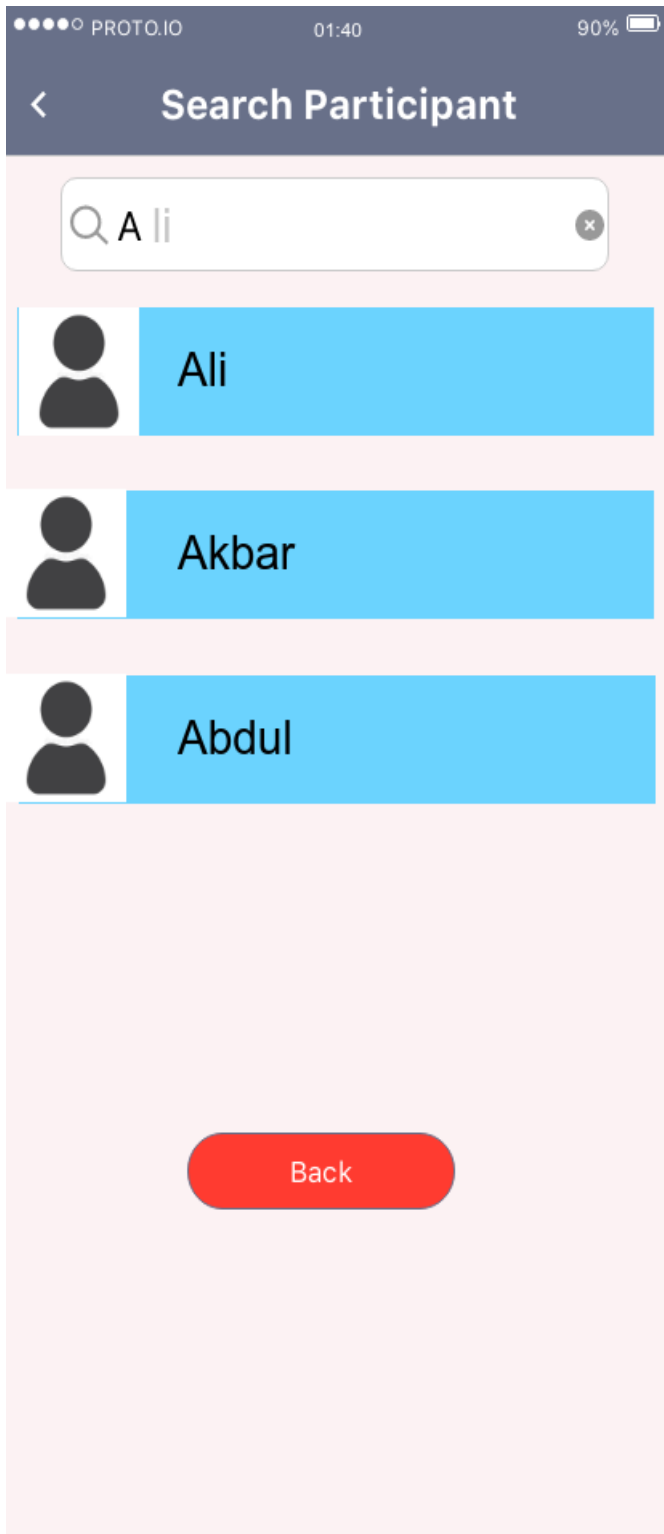 PROTO.IO 01:40 90%
Search Participant
A li
Ali
Akbar
Abdul
Back